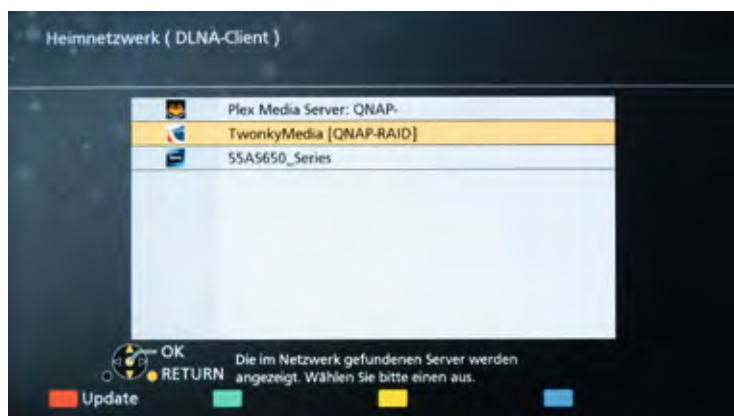 Heimnetzwerk ( DLNA-Client )
Plex Media Server: QNAP-
TwonkyMedia [QNAP-RAID]
55AS650_Series
OK
RETURN
Die im Netzwerk gefundenen Server werden
angezeigt. Wählen Sie bitte einen aus.
Update